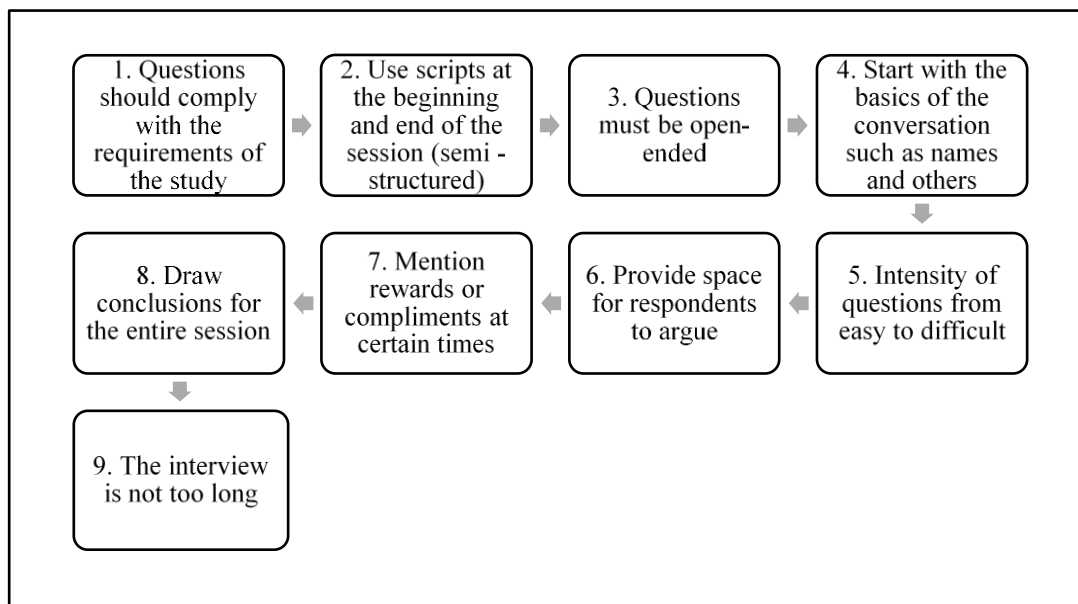 1. Questions
should comply
with the
requirements of
the study
2. Use scripts at
the beginning
and end of the
session (semi -
structured)
3. Questions
must be open-
ended
4. Start with the
basics of the
conversation
such as names
and others
5. Intensity of
questions from
easy to difficult
6. Provide space
for respondents
to argue
7. Mention
rewards or
compliments at
certain times
8. Draw
conclusions for
the entire session
9. The interview
is not too long